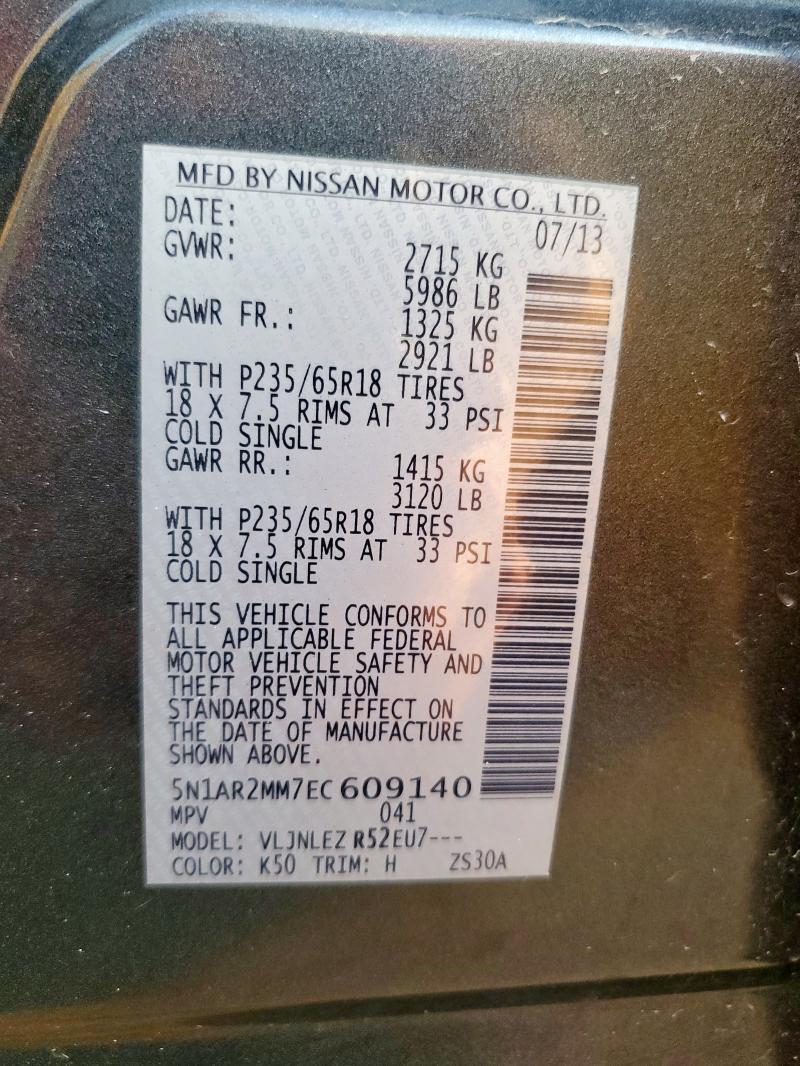 MFD BY NISSAN MOTOR CO., LTD.
DATE: 07/13
GVWR: 2715 KG
5986 LB
GAWR FR.: 1325 KG
2921 LB
WITH P235/65R18 TIRES
18 X 7.5 RIMS AT 33 PSI
COLD SINGLE
GAWR RR.: 1415 KG
3120 LB
WITH P235/65R18 TIRES
18 X 7.5 RIMS AT 33 PSI
COLD SINGLE
THIS VEHICLE CONFORMS TO
ALL APPLICABLE FEDERAL
MOTOR VEHICLE SAFETY AND
THEFT PREVENTION
STANDARDS IN EFFECT ON
THE DATE OF MANUFACTURE
SHOWN ABOVE.
5N1AR2MM7EC609140
MPV 041
MODEL: VLJNLEZ R52EU7---
COLOR: K50 TRIM: H ZS30A